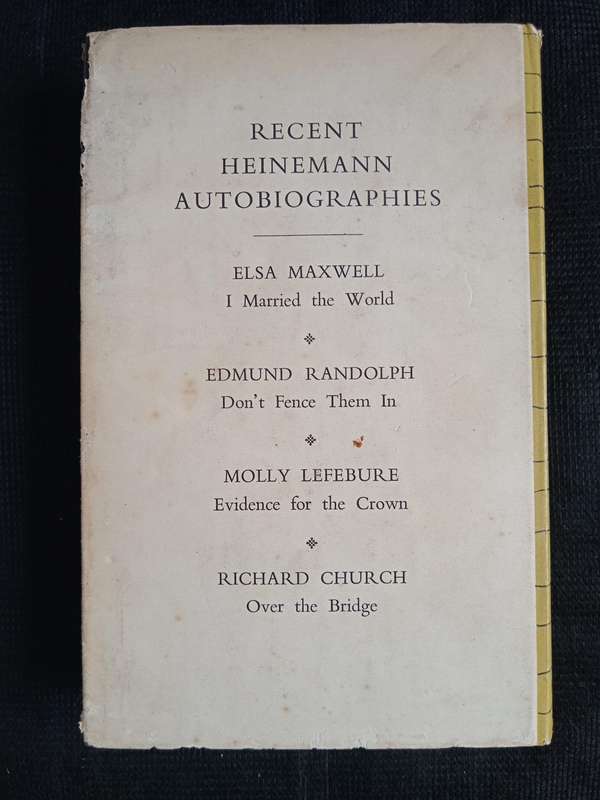 RECENT
HEINEMANN
AUTOBIOGRAPHIES
ELSA MAXWELL
I Married the World
EDMUND RANDOLPH
Don't Fence Them In
MOLLY LEFEBURE
Evidence for the Crown
RICHARD CHURCH
Over the Bridge